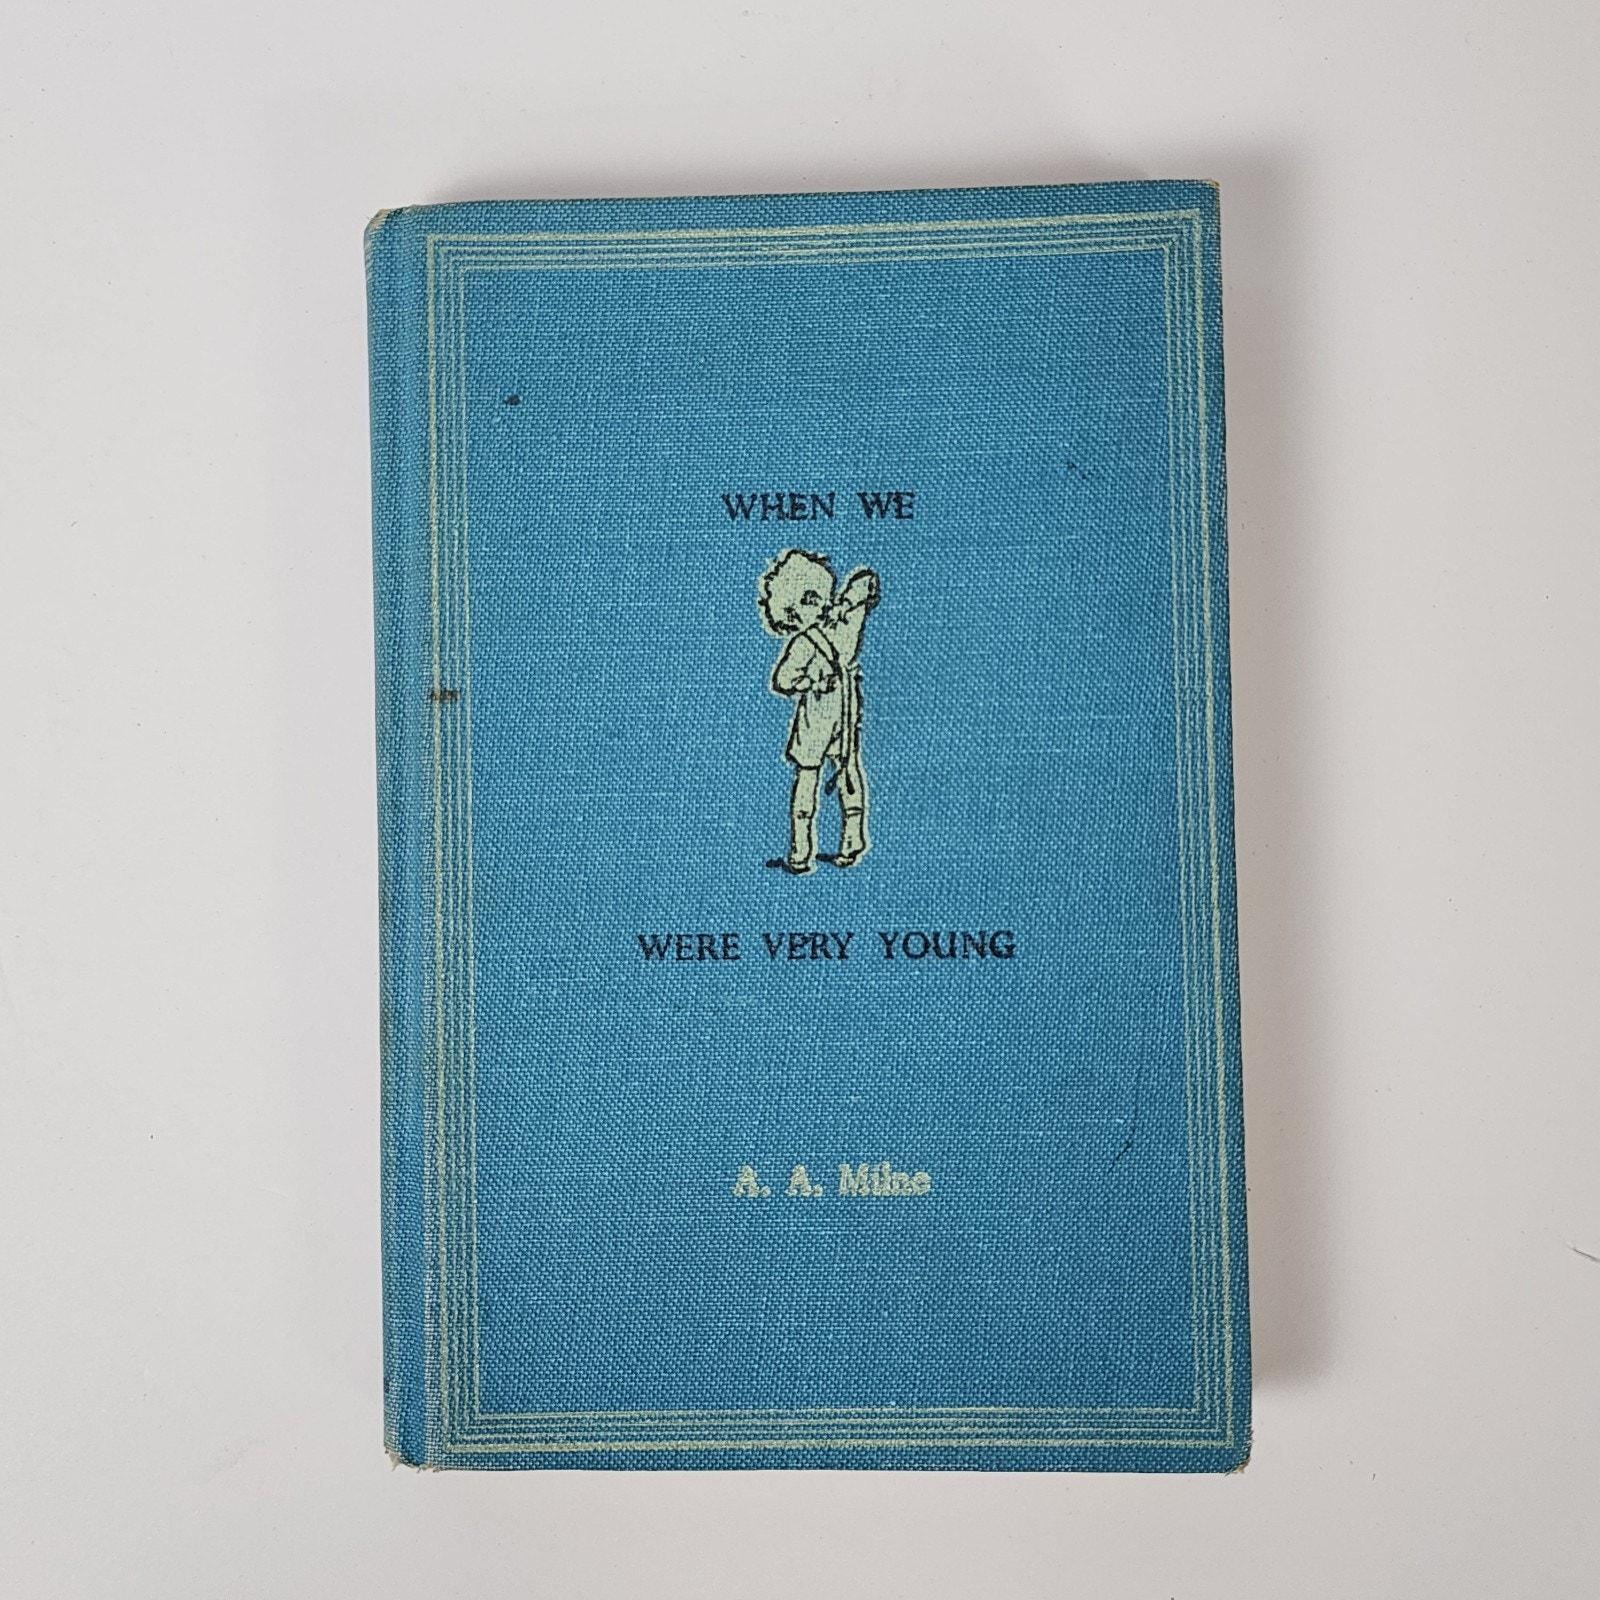 WHEN WE
WERE VERY YOUNG
A. A. Milne